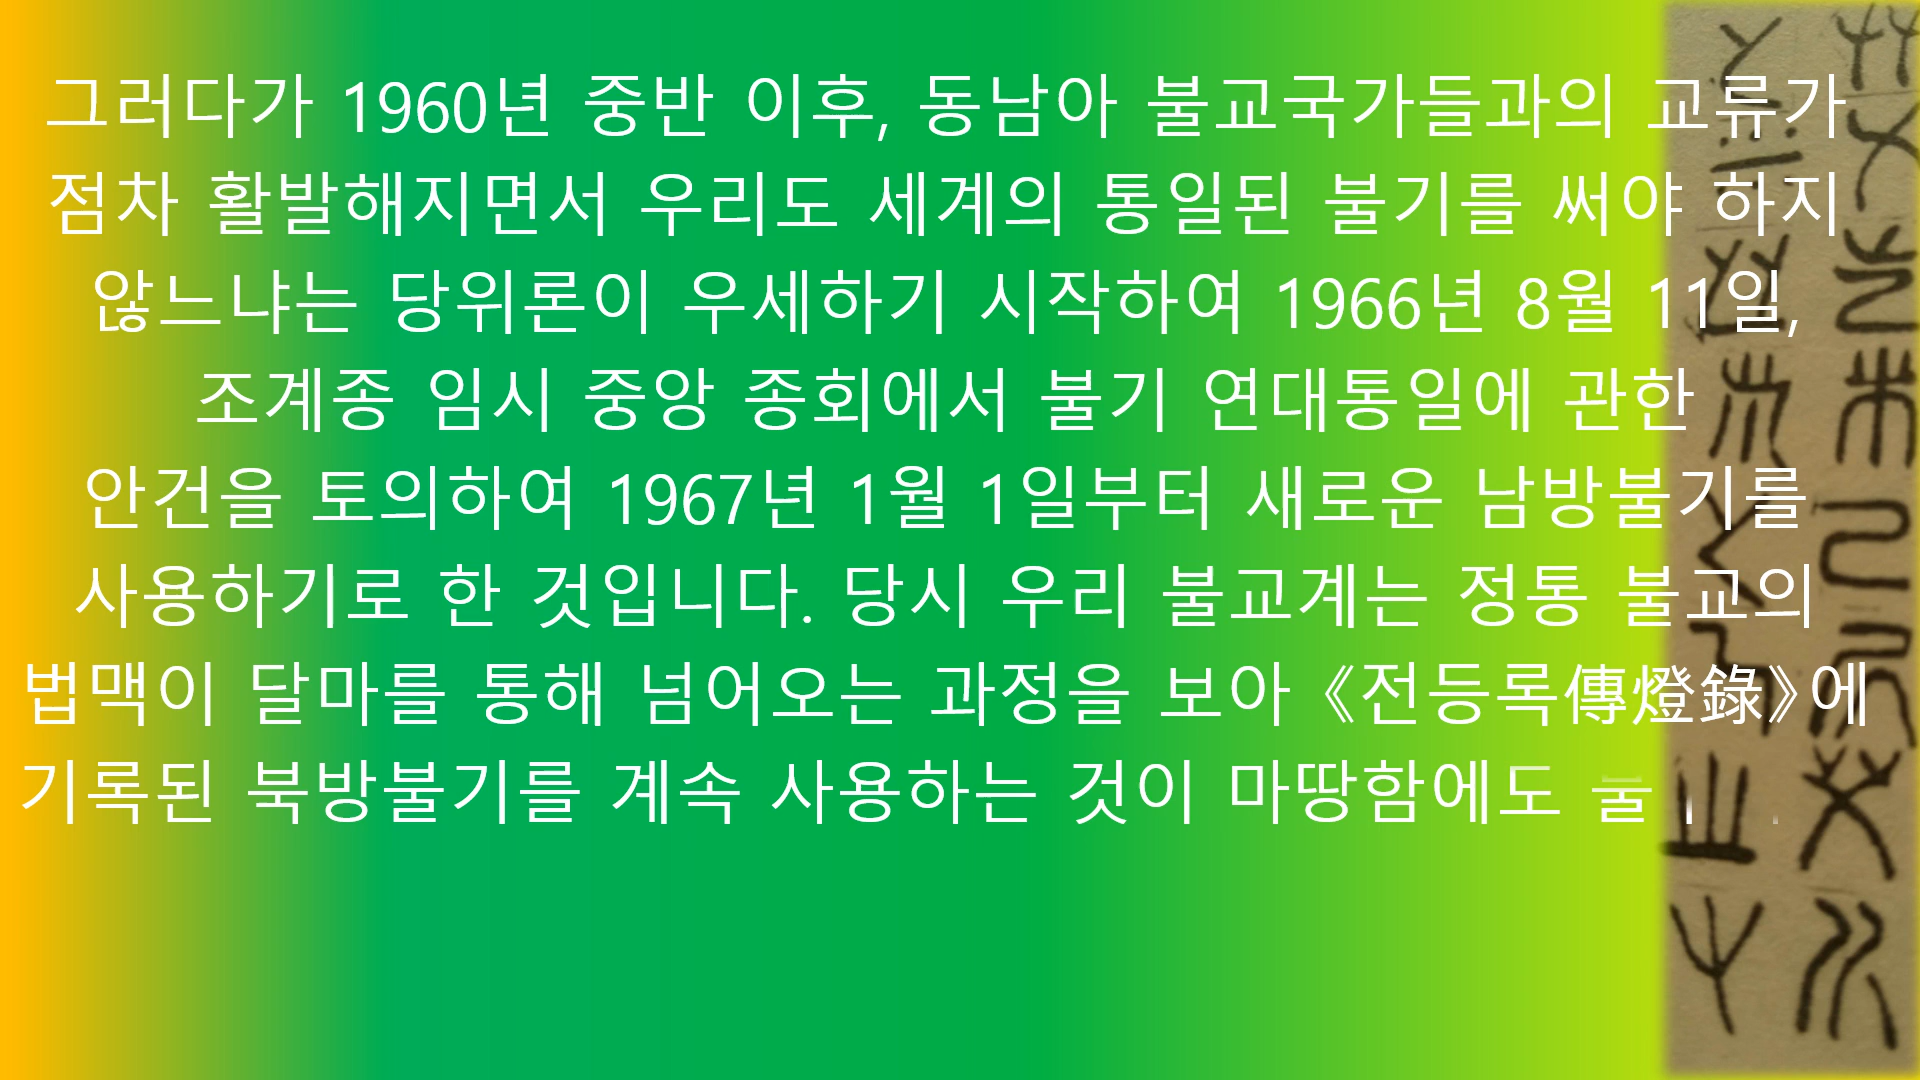 그러다가 1960년 중반 이후, 동남아 불교국가들과의 교류가
점차 활발해지면서 우리도 세계의 통일된 불기를 써야 하지
않느냐는 당위론이 우세하기 시작하여 1966년 8월 11일,
조계종 임시 중앙 종회에서 불기 연대통일에 관한
안건을 토의하여 1967년 1월 1일부터 새로운 남방불기를
사용하기로 한 것입니다. 당시 우리 불교계는 정통 불교의
법맥이 달마를 통해 넘어오는 과정을 보아 《전등록傳燈錄》에
기록된 북방불기를 계속 사용하는 것이 마땅함에도